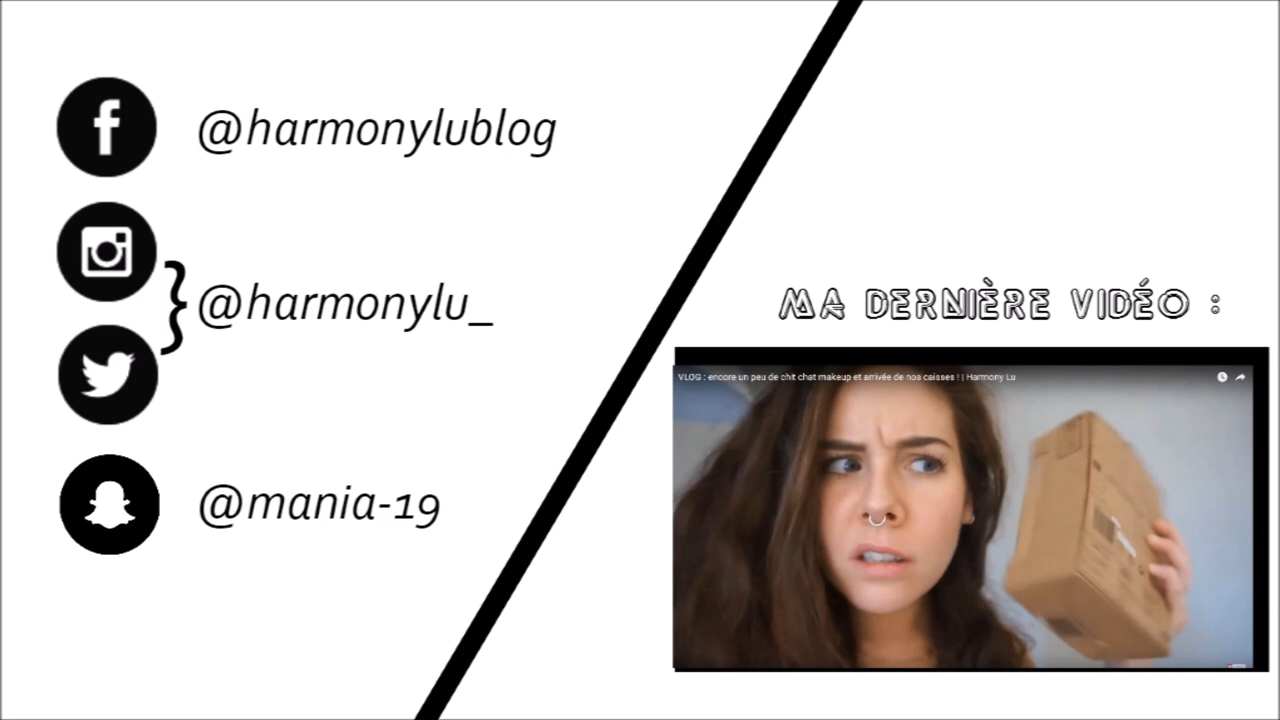 @harmonylublog
@harmonylu_
@mania-19
MA DERNIÈRE VIDÉO :
VLOG : encore un peu de chit chat makeup et arrivée de nos caisses ! | Harmony Lu